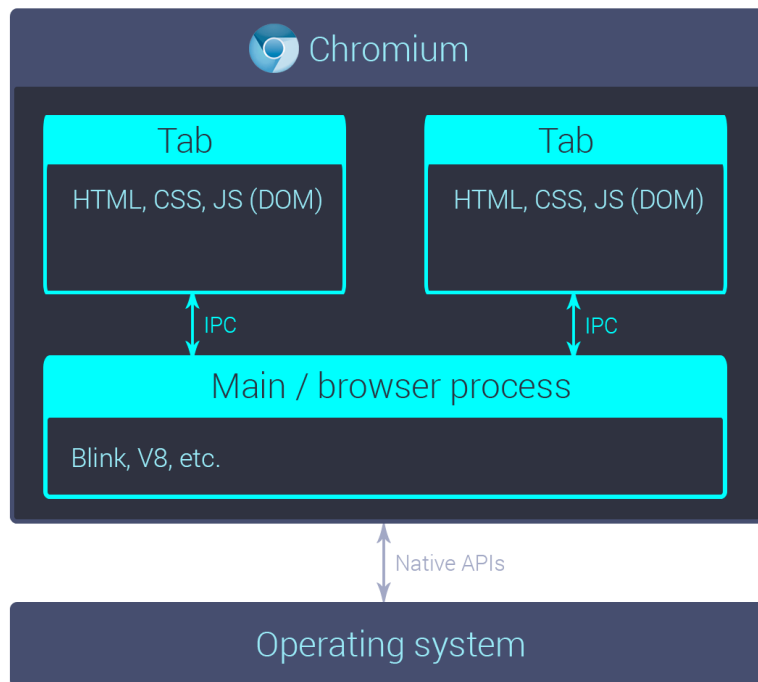 Chromium
Tab
Tab
HTML, CSS, JS (DOM)
HTML, CSS, JS (DOM)
IPC
IPC
Main / browser process
Blink, V8, etc.
Native APIs
Operating system